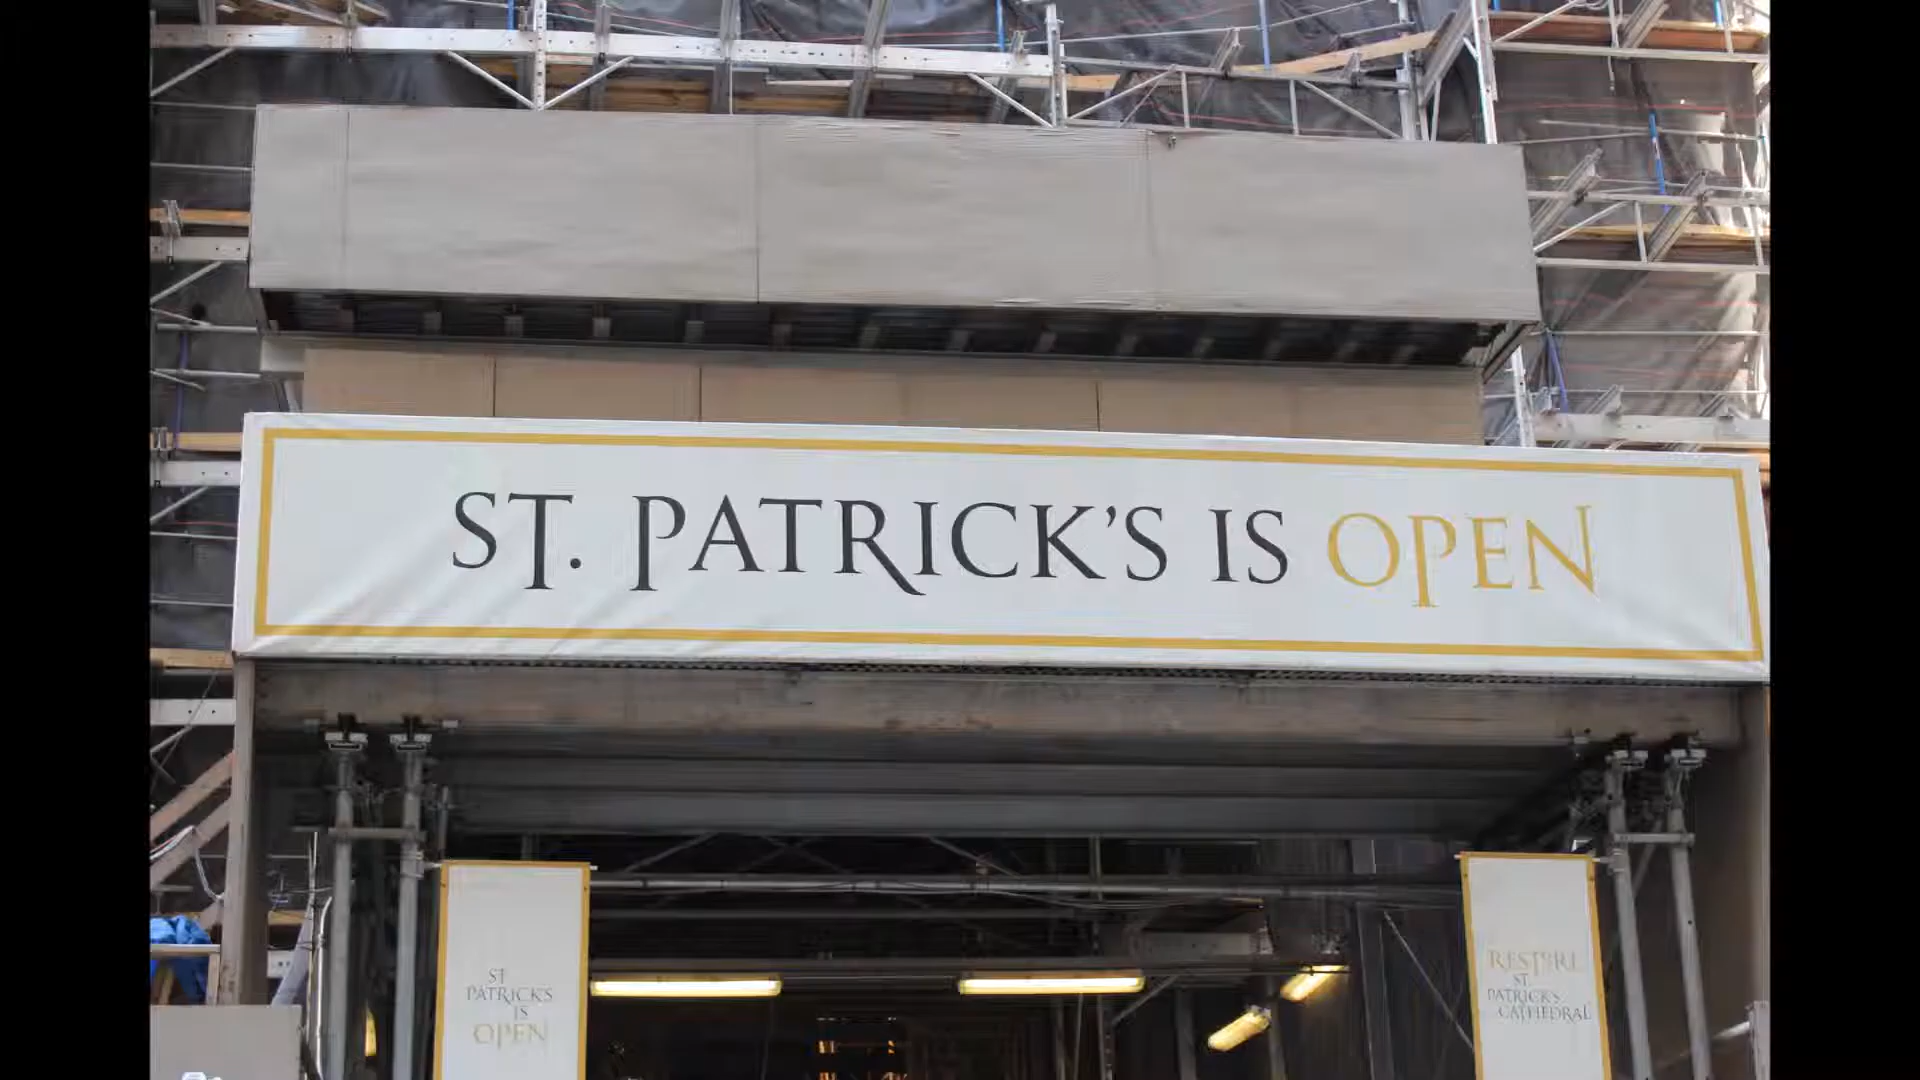 ST. PATRICK'S IS OPEN
ST.
PATRICK'S
IS
OPEN
RESTORE
ST.
PATRICK'S
CATHEDRAL